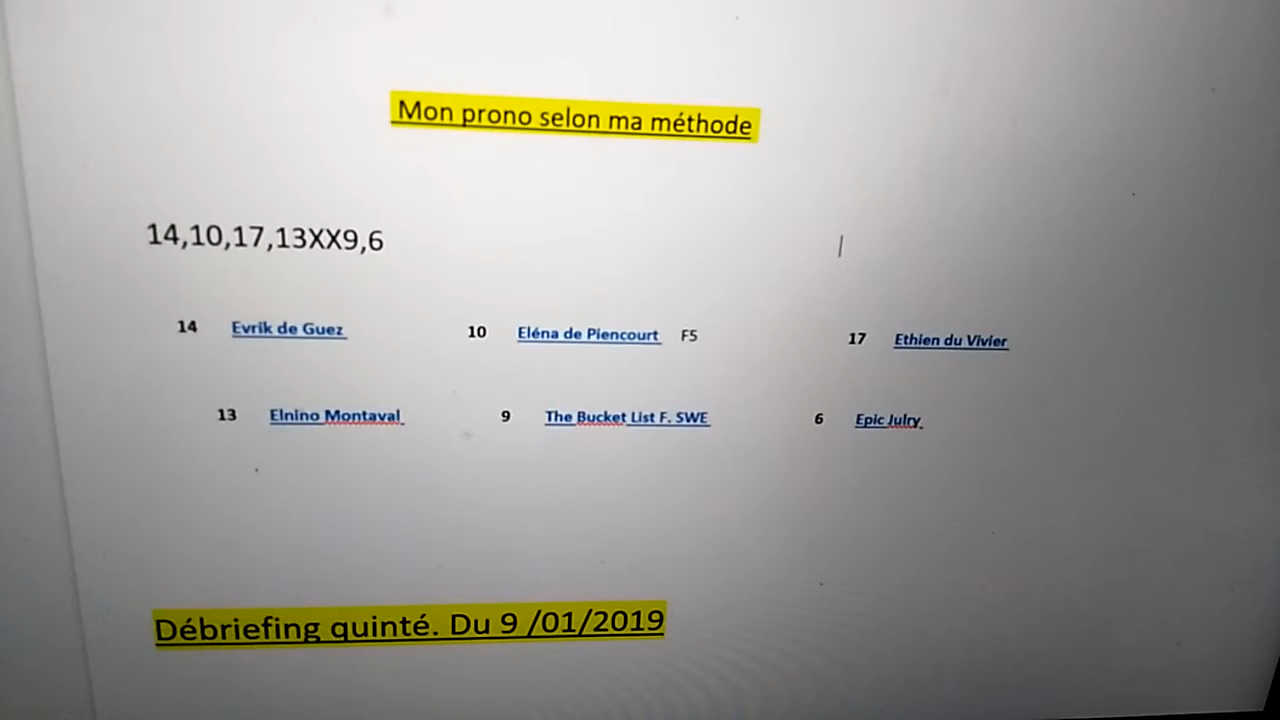 Mon prono selon ma méthode
14,10,17,13XX9,6
14 Evrik de Guez 10 Eléna de Piencourt F5 17 Ethien du Vivier
13 Elnino Montaval 9 The Bucket List F. SWE 6 Epic Julry
Débriefing quinté. Du 9 /01/2019